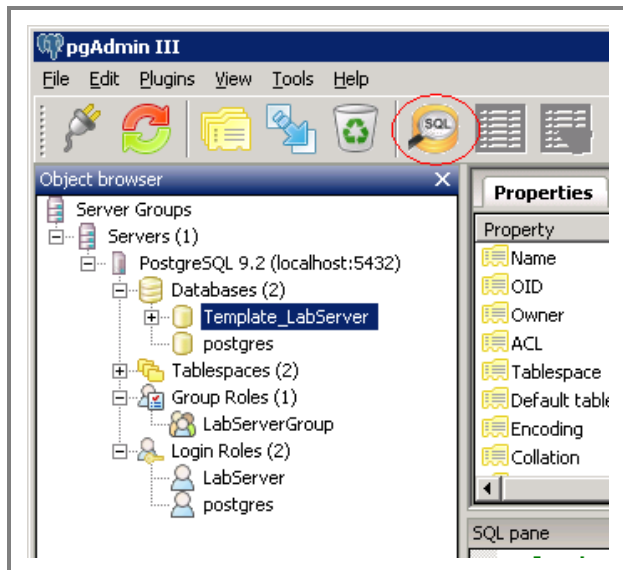 pgAdmin III
File Edit Plugins View Tools Help
SQL
Object browser
Server Groups
Servers (1)
PostgreSQL 9.2 (localhost:5432)
Databases (2)
Template_LabServer
postgres
Tablespaces (2)
Group Roles (1)
LabServerGroup
Login Roles (2)
LabServer
postgres
Properties
Property
Name
OID
Owner
ACL
Tablespace
Default table
Encoding
Collation
SQL pane